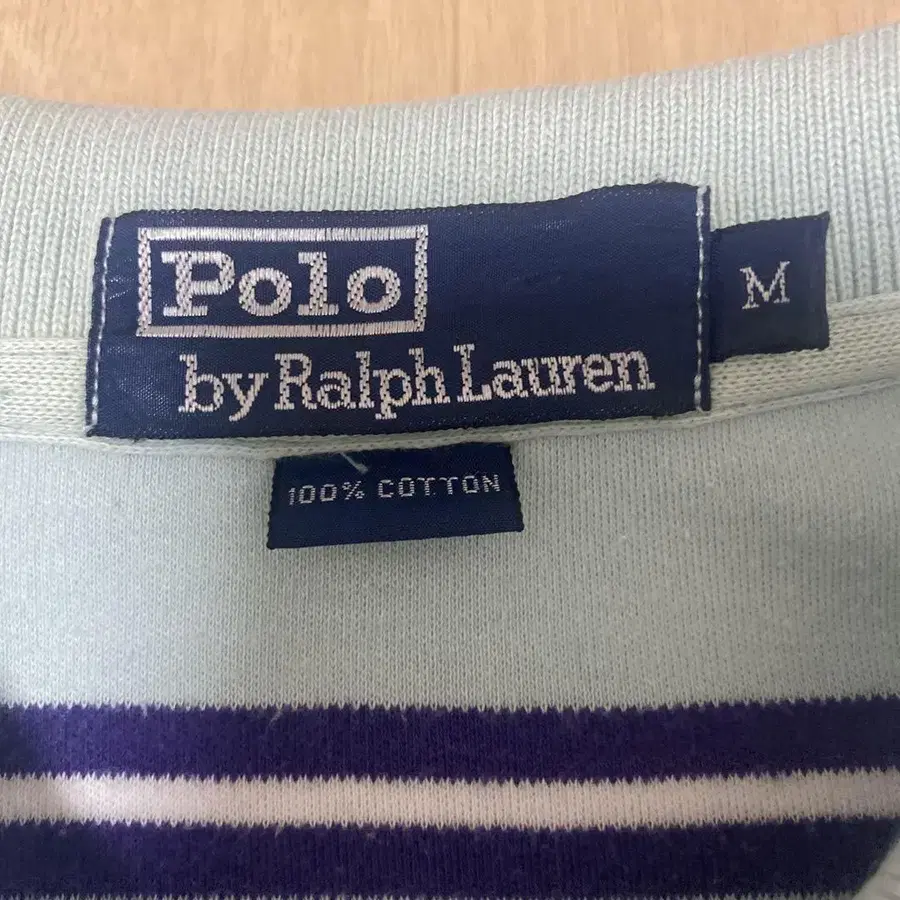 Polo
by Ralph Lauren
M
100% COTTON